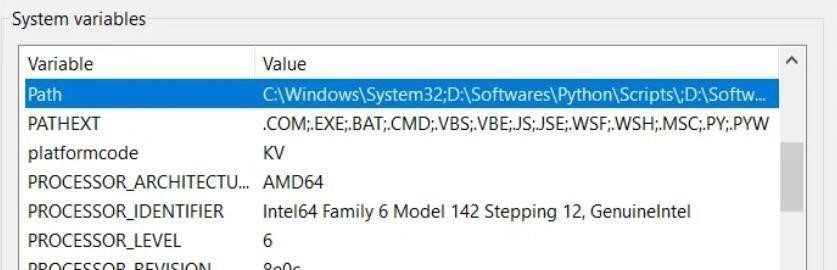 System variables
Variable Value
Path C:\Windows\System32;D:\Softwares\Python\Scripts\;D:\Softw...
PATHEXT .COM;.EXE;.BAT;.CMD;.VBS;.VBE;.JS;.JSE;.WSF;.WSH;.MSC;.PY;.PYW
platformcode KV
PROCESSOR_ARCHITECTU... AMD64
PROCESSOR_IDENTIFIER Intel64 Family 6 Model 142 Stepping 12, GenuineIntel
PROCESSOR_LEVEL 6
PROCESSOR_REVISION 8e0c